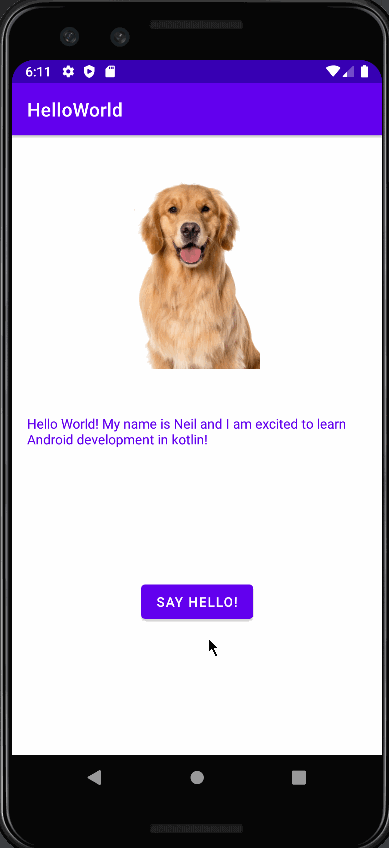 6:11
HelloWorld
Hello World! My name is Neil and I am excited to learn
Android development in kotlin!
SAY HELLO!